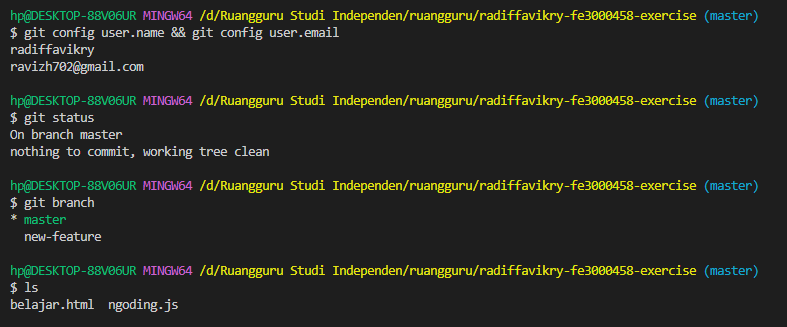 hp@DESKTOP-88V06UR MINGW64 /d/Ruangguru Studi Independen/ruangguru/radiffavikry-fe3000458-exercise (master)
$ git config user.name && git config user.email
radiffavikry
ravizh702@gmail.com
hp@DESKTOP-88V06UR MINGW64 /d/Ruangguru Studi Independen/ruangguru/radiffavikry-fe3000458-exercise (master)
$ git status
On branch master
nothing to commit, working tree clean
hp@DESKTOP-88V06UR MINGW64 /d/Ruangguru Studi Independen/ruangguru/radiffavikry-fe3000458-exercise (master)
$ git branch
* master
  new-feature
hp@DESKTOP-88V06UR MINGW64 /d/Ruangguru Studi Independen/ruangguru/radiffavikry-fe3000458-exercise (master)
$ ls
belajar.html  ngoding.js